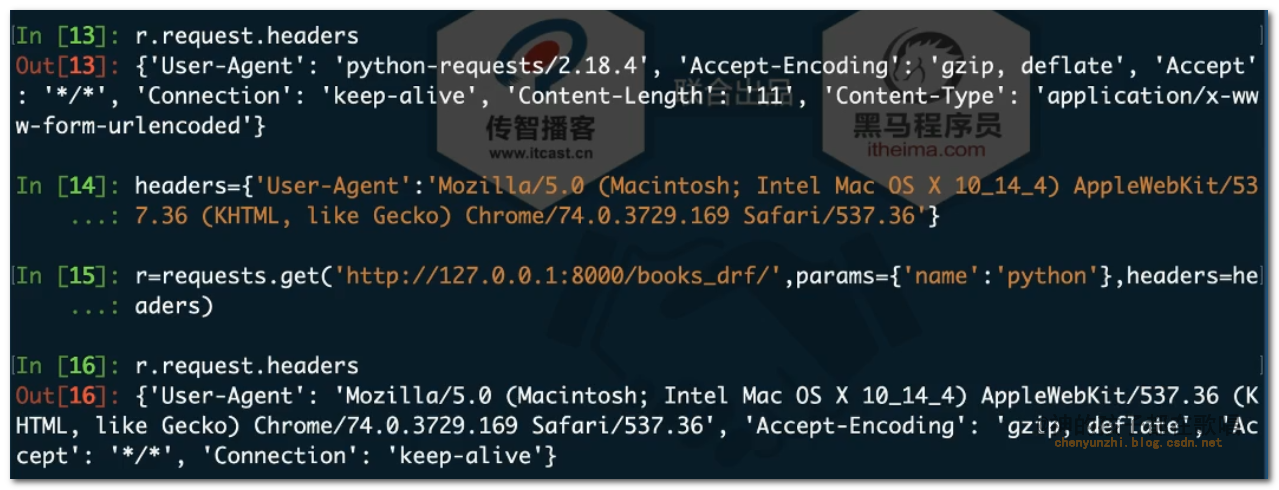 In [13]: r.request.headers
Out[13]: {'User-Agent': 'python-requests/2.18.4', 'Accept-Encoding': 'gzip, deflate', 'Accept'
: '*/*', 'Connection': 'keep-alive', 'Content-Length': '11', 'Content-Type': 'application/x-ww
w-form-urlencoded'}
联合出品
传智播客
www.itcast.cn
黑马程序员
itheima.com
In [14]: headers={'User-Agent':'Mozilla/5.0 (Macintosh; Intel Mac OS X 10_14_4) AppleWebKit/53
...: 7.36 (KHTML, like Gecko) Chrome/74.0.3729.169 Safari/537.36'}
In [15]: r=requests.get('http://127.0.0.1:8000/books_drf/',params={'name':'python'},headers=he
...: aders)
In [16]: r.request.headers
Out[16]: {'User-Agent': 'Mozilla/5.0 (Macintosh; Intel Mac OS X 10_14_4) AppleWebKit/537.36 (K
HTML, like Gecko) Chrome/74.0.3729.169 Safari/537.36', 'Accept-Encoding': 'gzip, deflate', 'Ac
cept': '*/*', 'Connection': 'keep-alive'}
chenyunzhi.blog.csdn.net